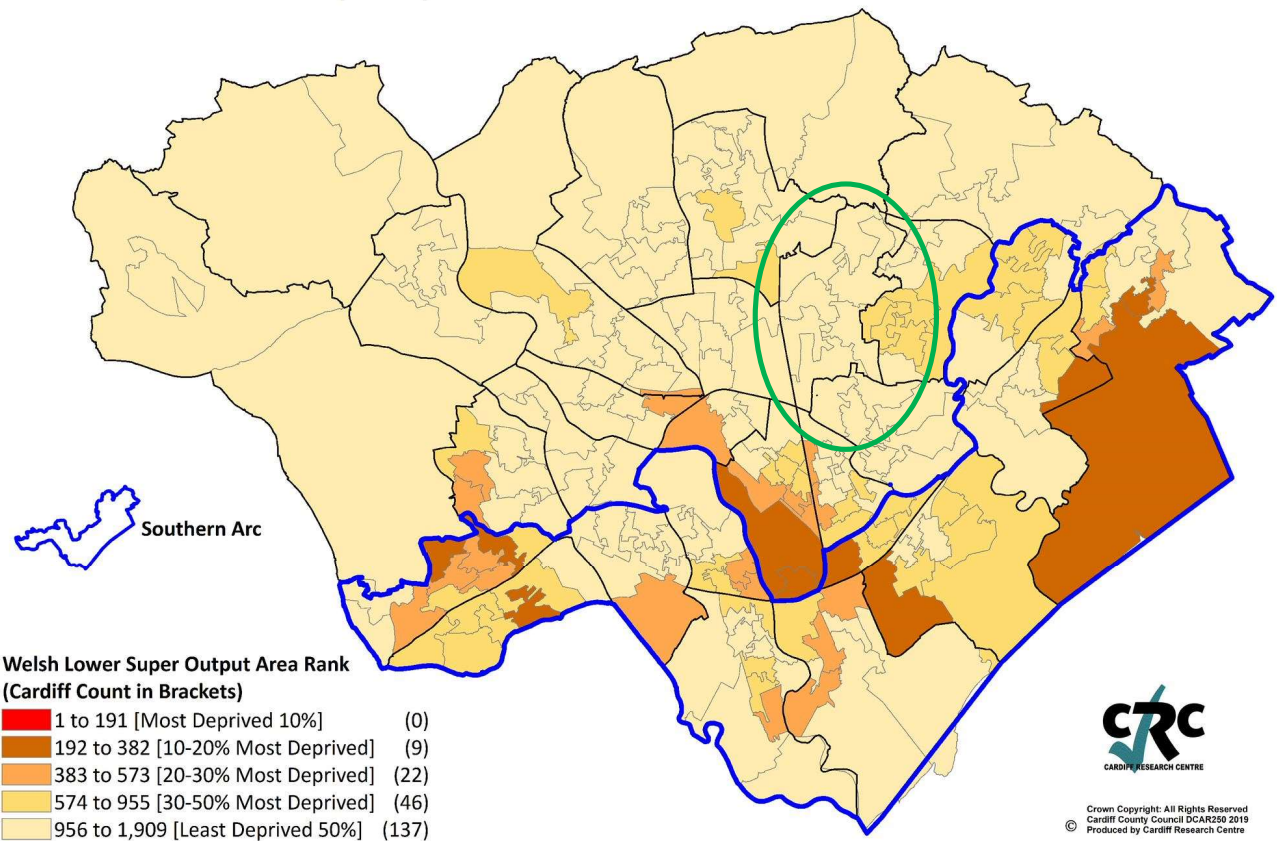 Southern Arc
Welsh Lower Super Output Area Rank
(Cardiff Count in Brackets)
1 to 191 [Most Deprived 10%] (0)
192 to 382 [10-20% Most Deprived] (9)
383 to 573 [20-30% Most Deprived] (22)
574 to 955 [30-50% Most Deprived] (46)
956 to 1,909 [Least Deprived 50%] (137)
CRC
CARDIFF RESEARCH CENTRE
Crown Copyright: All Rights Reserved
Cardiff County Council DCAR250 2019
© Produced by Cardiff Research Centre